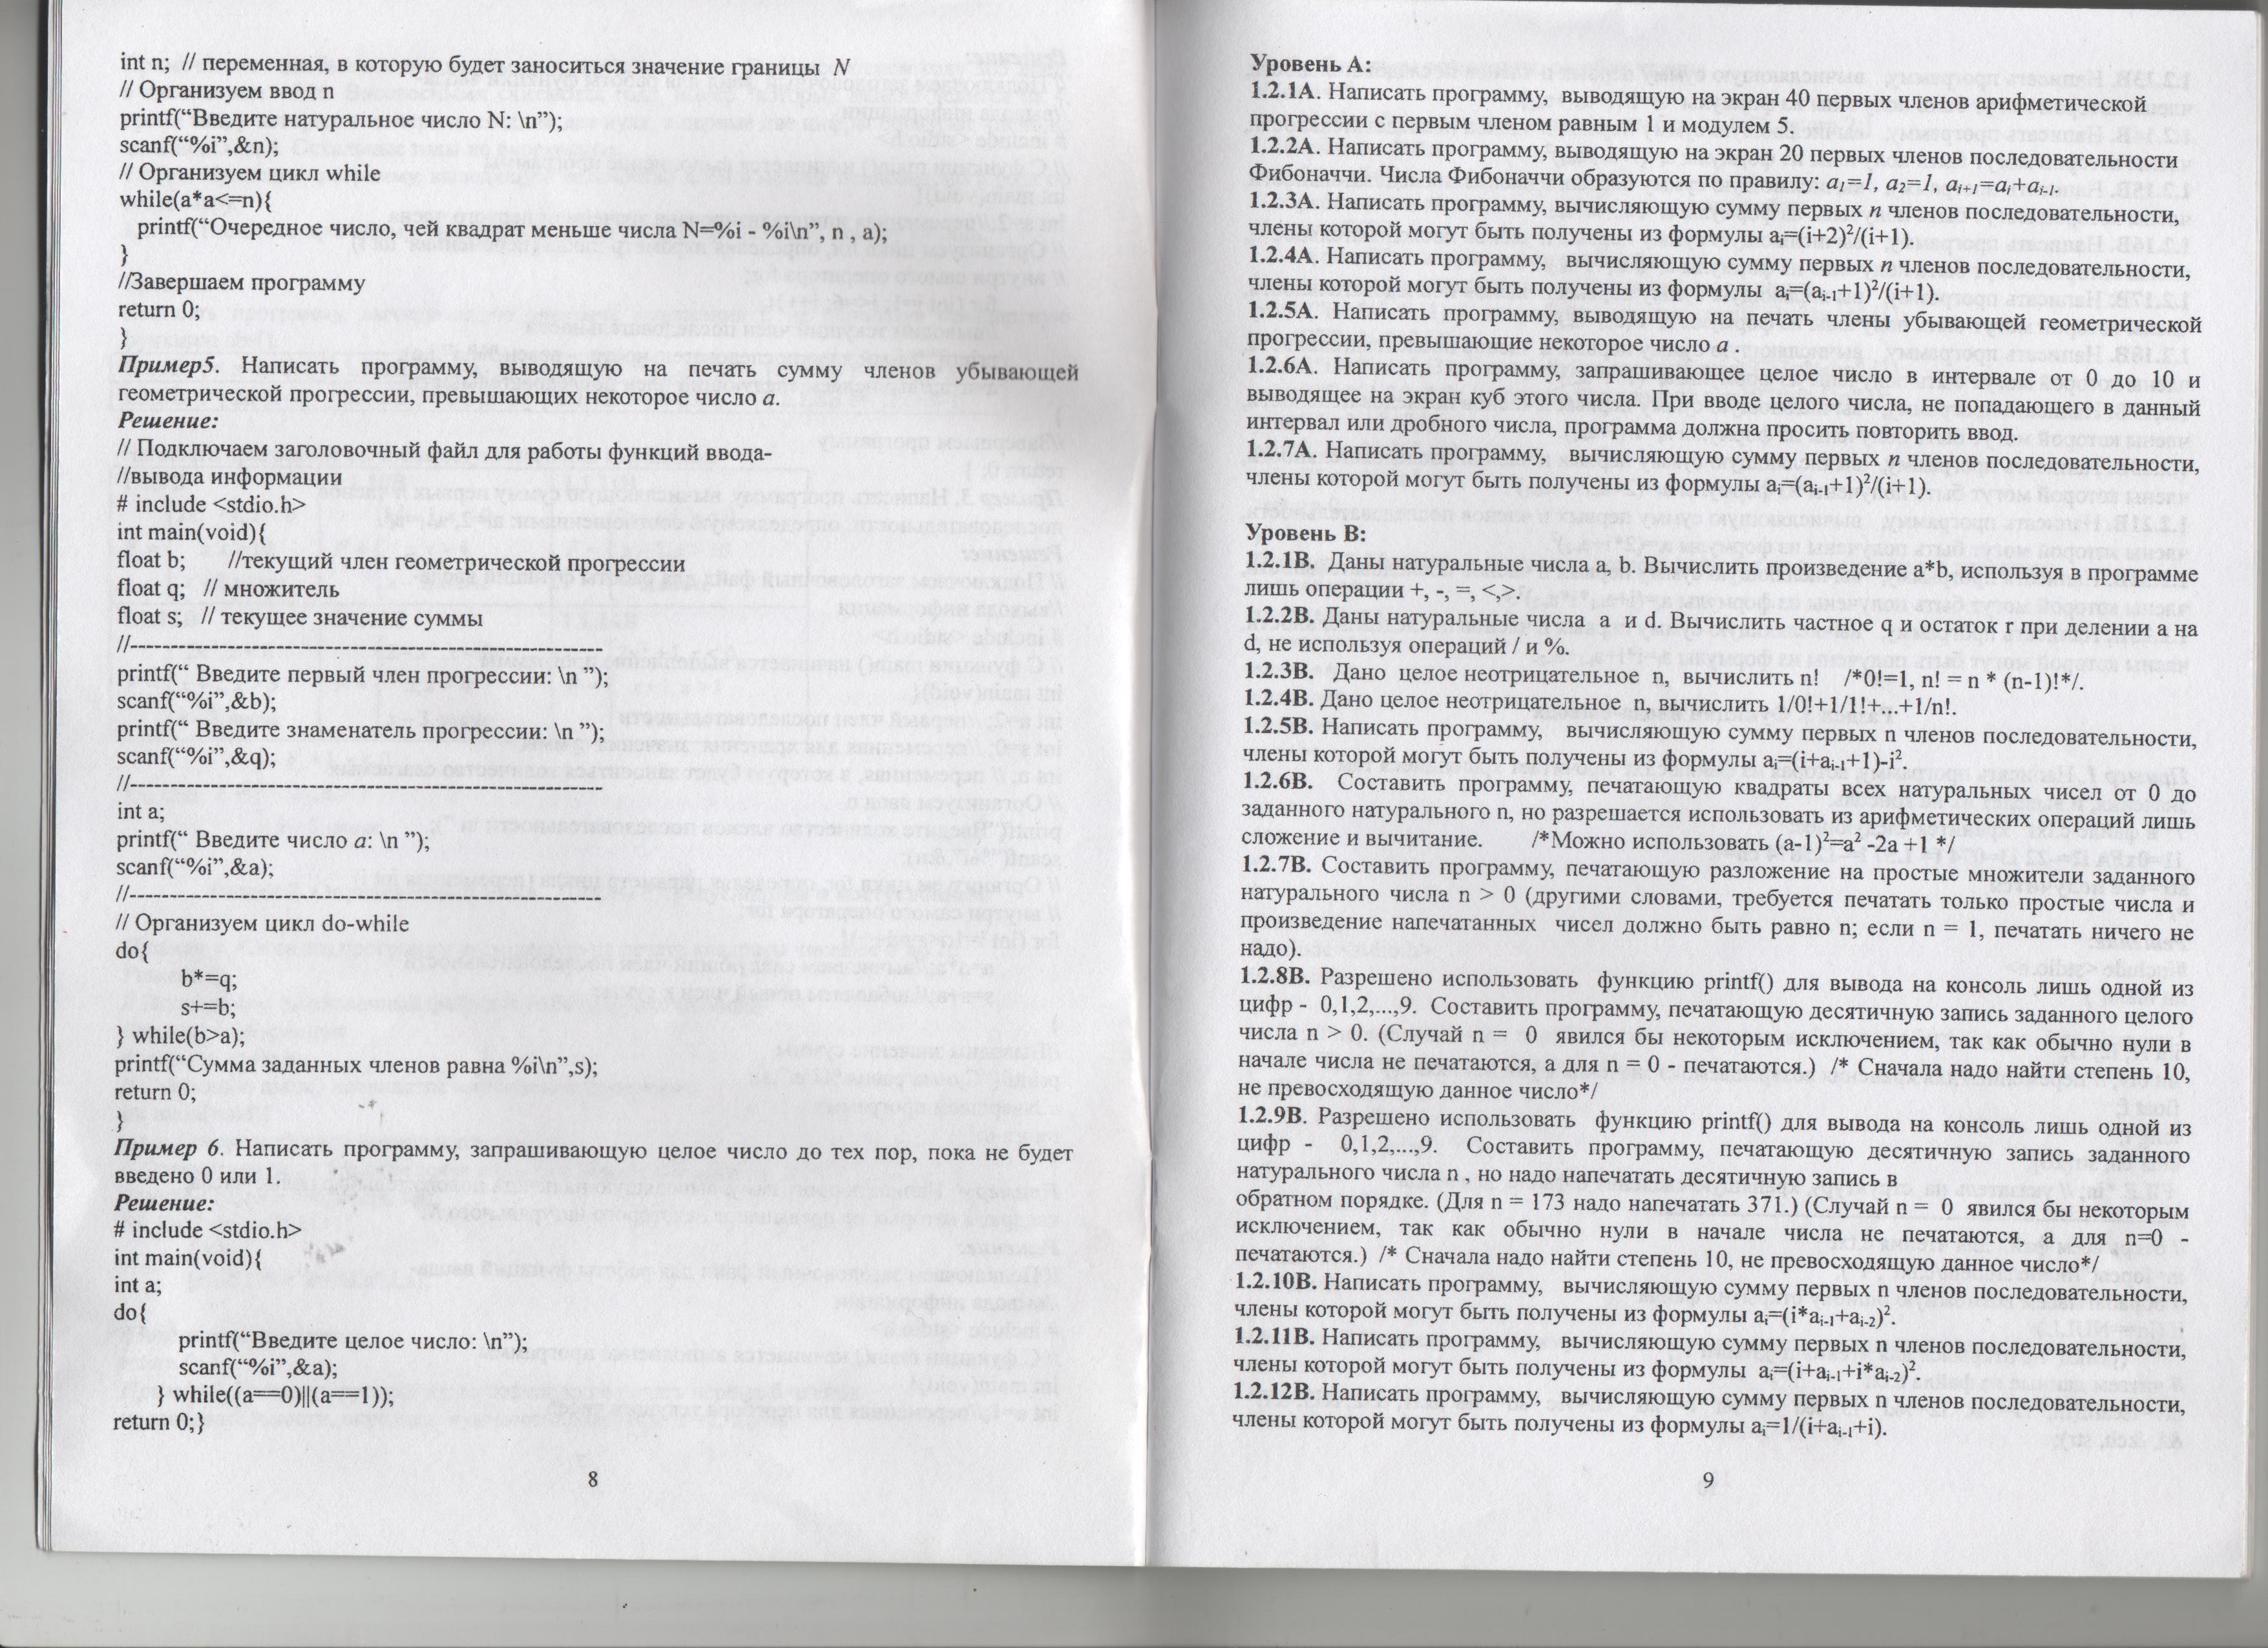 int n;  // переменная, в которую будет заноситься значение границы  N
// Организуем ввод n
printf(“Введите натуральное число N: \n”);
scanf(“%i”,&n);
// Организуем цикл while
while(a*a<=n){
printf(“Очередное число, чей квадрат меньше числа N=%i - %i\n”, n , a);
}
//Завершаем программу
return 0;
}
Пример5. Написать программу, выводящую на печать сумму членов убывающей
геометрической прогрессии, превышающих некоторое число a.
Решение:
// Подключаем заголовочный файл для работы функций ввода-
//вывода информации
# include <stdio.h>
int main(void){
float b;      //текущий член геометрической прогрессии
float q;   // множитель
float s;   // текущее значение суммы
//----------------------------------------------------
printf(“ Введите первый член прогрессии: \n ”);
scanf(“%i”,&b);
printf(“ Введите знаменатель прогрессии: \n ”);
scanf(“%i”,&q);
//----------------------------------------------------
int a;
printf(“ Введите число a: \n ”);
scanf(“%i”,&a);
//----------------------------------------------------
// Организуем цикл do-while
do{
b*=q;
s+=b;
} while(b>a);
printf(“Сумма заданных членов равна %i\n”,s);
return 0;
}
Пример 6. Написать программу, запрашивающую целое число до тех пор, пока не будет
введено 0 или 1.
Решение:
# include <stdio.h>
int main(void){
int a;
do{
printf(“Введите целое число: \n”);
scanf(“%i”,&a);
} while((a==0)||(a==1));
return 0;}
8
Уровень А:
1.2.1А. Написать программу, выводящую на экран 40 первых членов арифметической
прогрессии с первым членом равным 1 и модулем 5.
1.2.2А. Написать программу, выводящую на экран 20 первых членов последовательности
Фибоначчи. Числа Фибоначчи образуются по правилу: a₁=1, a₂=1, aᵢ₊₁=aᵢ+aᵢ₋₁.
1.2.3А. Написать программу, вычисляющую сумму первых n членов последовательности,
члены которой могут быть получены из формулы aᵢ=(i+2)²/(i+1).
1.2.4А. Написать программу, вычисляющую сумму первых n членов последовательности,
члены которой могут быть получены из формулы aᵢ=(aᵢ₋₁+1)²/(i+1).
1.2.5А. Написать программу, выводящую на печать члены убывающей геометрической
прогрессии, превышающие некоторое число a .
1.2.6А. Написать программу, запрашивающее целое число в интервале от 0 до 10 и
выводящее на экран куб этого числа. При вводе целого числа, не попадающего в данный
интервал или дробного числа, программа должна просить повторить ввод.
1.2.7А. Написать программу, вычисляющую сумму первых n членов последовательности,
члены которой могут быть получены из формулы aᵢ=(aᵢ₋₁+1)²/(i+1).
Уровень В:
1.2.1В. Даны натуральные числа a, b. Вычислить произведение a*b, используя в программе
лишь операции +, -, =, <,>.
1.2.2В. Даны натуральные числа a и d. Вычислить частное q и остаток r при делении a на
d, не используя операций / и %.
1.2.3В. Дано целое неотрицательное n, вычислить n!   /*0!=1, n! = n * (n-1)!*/.
1.2.4В. Дано целое неотрицательное n, вычислить 1/0!+1/1!+...+1/n!.
1.2.5В. Написать программу, вычисляющую сумму первых n членов последовательности,
члены которой могут быть получены из формулы aᵢ=(i+aᵢ₋₁+1)-i².
1.2.6В. Составить программу, печатающую квадраты всех натуральных чисел от 0 до
заданного натурального n, но разрешается использовать из арифметических операций лишь
сложение и вычитание.      /*Можно использовать (a-1)²=a² -2a +1 */
1.2.7В. Составить программу, печатающую разложение на простые множители заданного
натурального числа n > 0 (другими словами, требуется печатать только простые числа и
произведение напечатанных чисел должно быть равно n; если n = 1, печатать ничего не
надо).
1.2.8В. Разрешено использовать функцию printf() для вывода на консоль лишь одной из
цифр - 0,1,2,...,9. Составить программу, печатающую десятичную запись заданного целого
числа n > 0. (Случай n = 0 явился бы некоторым исключением, так как обычно нули в
начале числа не печатаются, а для n = 0 - печатаются.) /* Сначала надо найти степень 10,
не превосходящую данное число*/
1.2.9В. Разрешено использовать функцию printf() для вывода на консоль лишь одной из
цифр - 0,1,2,...,9. Составить программу, печатающую десятичную запись заданного
натурального числа n , но надо напечатать десятичную запись в
обратном порядке. (Для n = 173 надо напечатать 371.) (Случай n = 0 явился бы некоторым
исключением, так как обычно нули в начале числа не печатаются, а для n=0 -
печатаются.) /* Сначала надо найти степень 10, не превосходящую данное число*/
1.2.10В. Написать программу, вычисляющую сумму первых n членов последовательности,
члены которой могут быть получены из формулы aᵢ=(i*aᵢ₋₁+aᵢ₋₂)².
1.2.11В. Написать программу, вычисляющую сумму первых n членов последовательности,
члены которой могут быть получены из формулы aᵢ=(i+aᵢ₋₁+i*aᵢ₋₂)².
1.2.12В. Написать программу, вычисляющую сумму первых n членов последовательности,
члены которой могут быть получены из формулы aᵢ=1/(i+aᵢ₋₁+i).
9